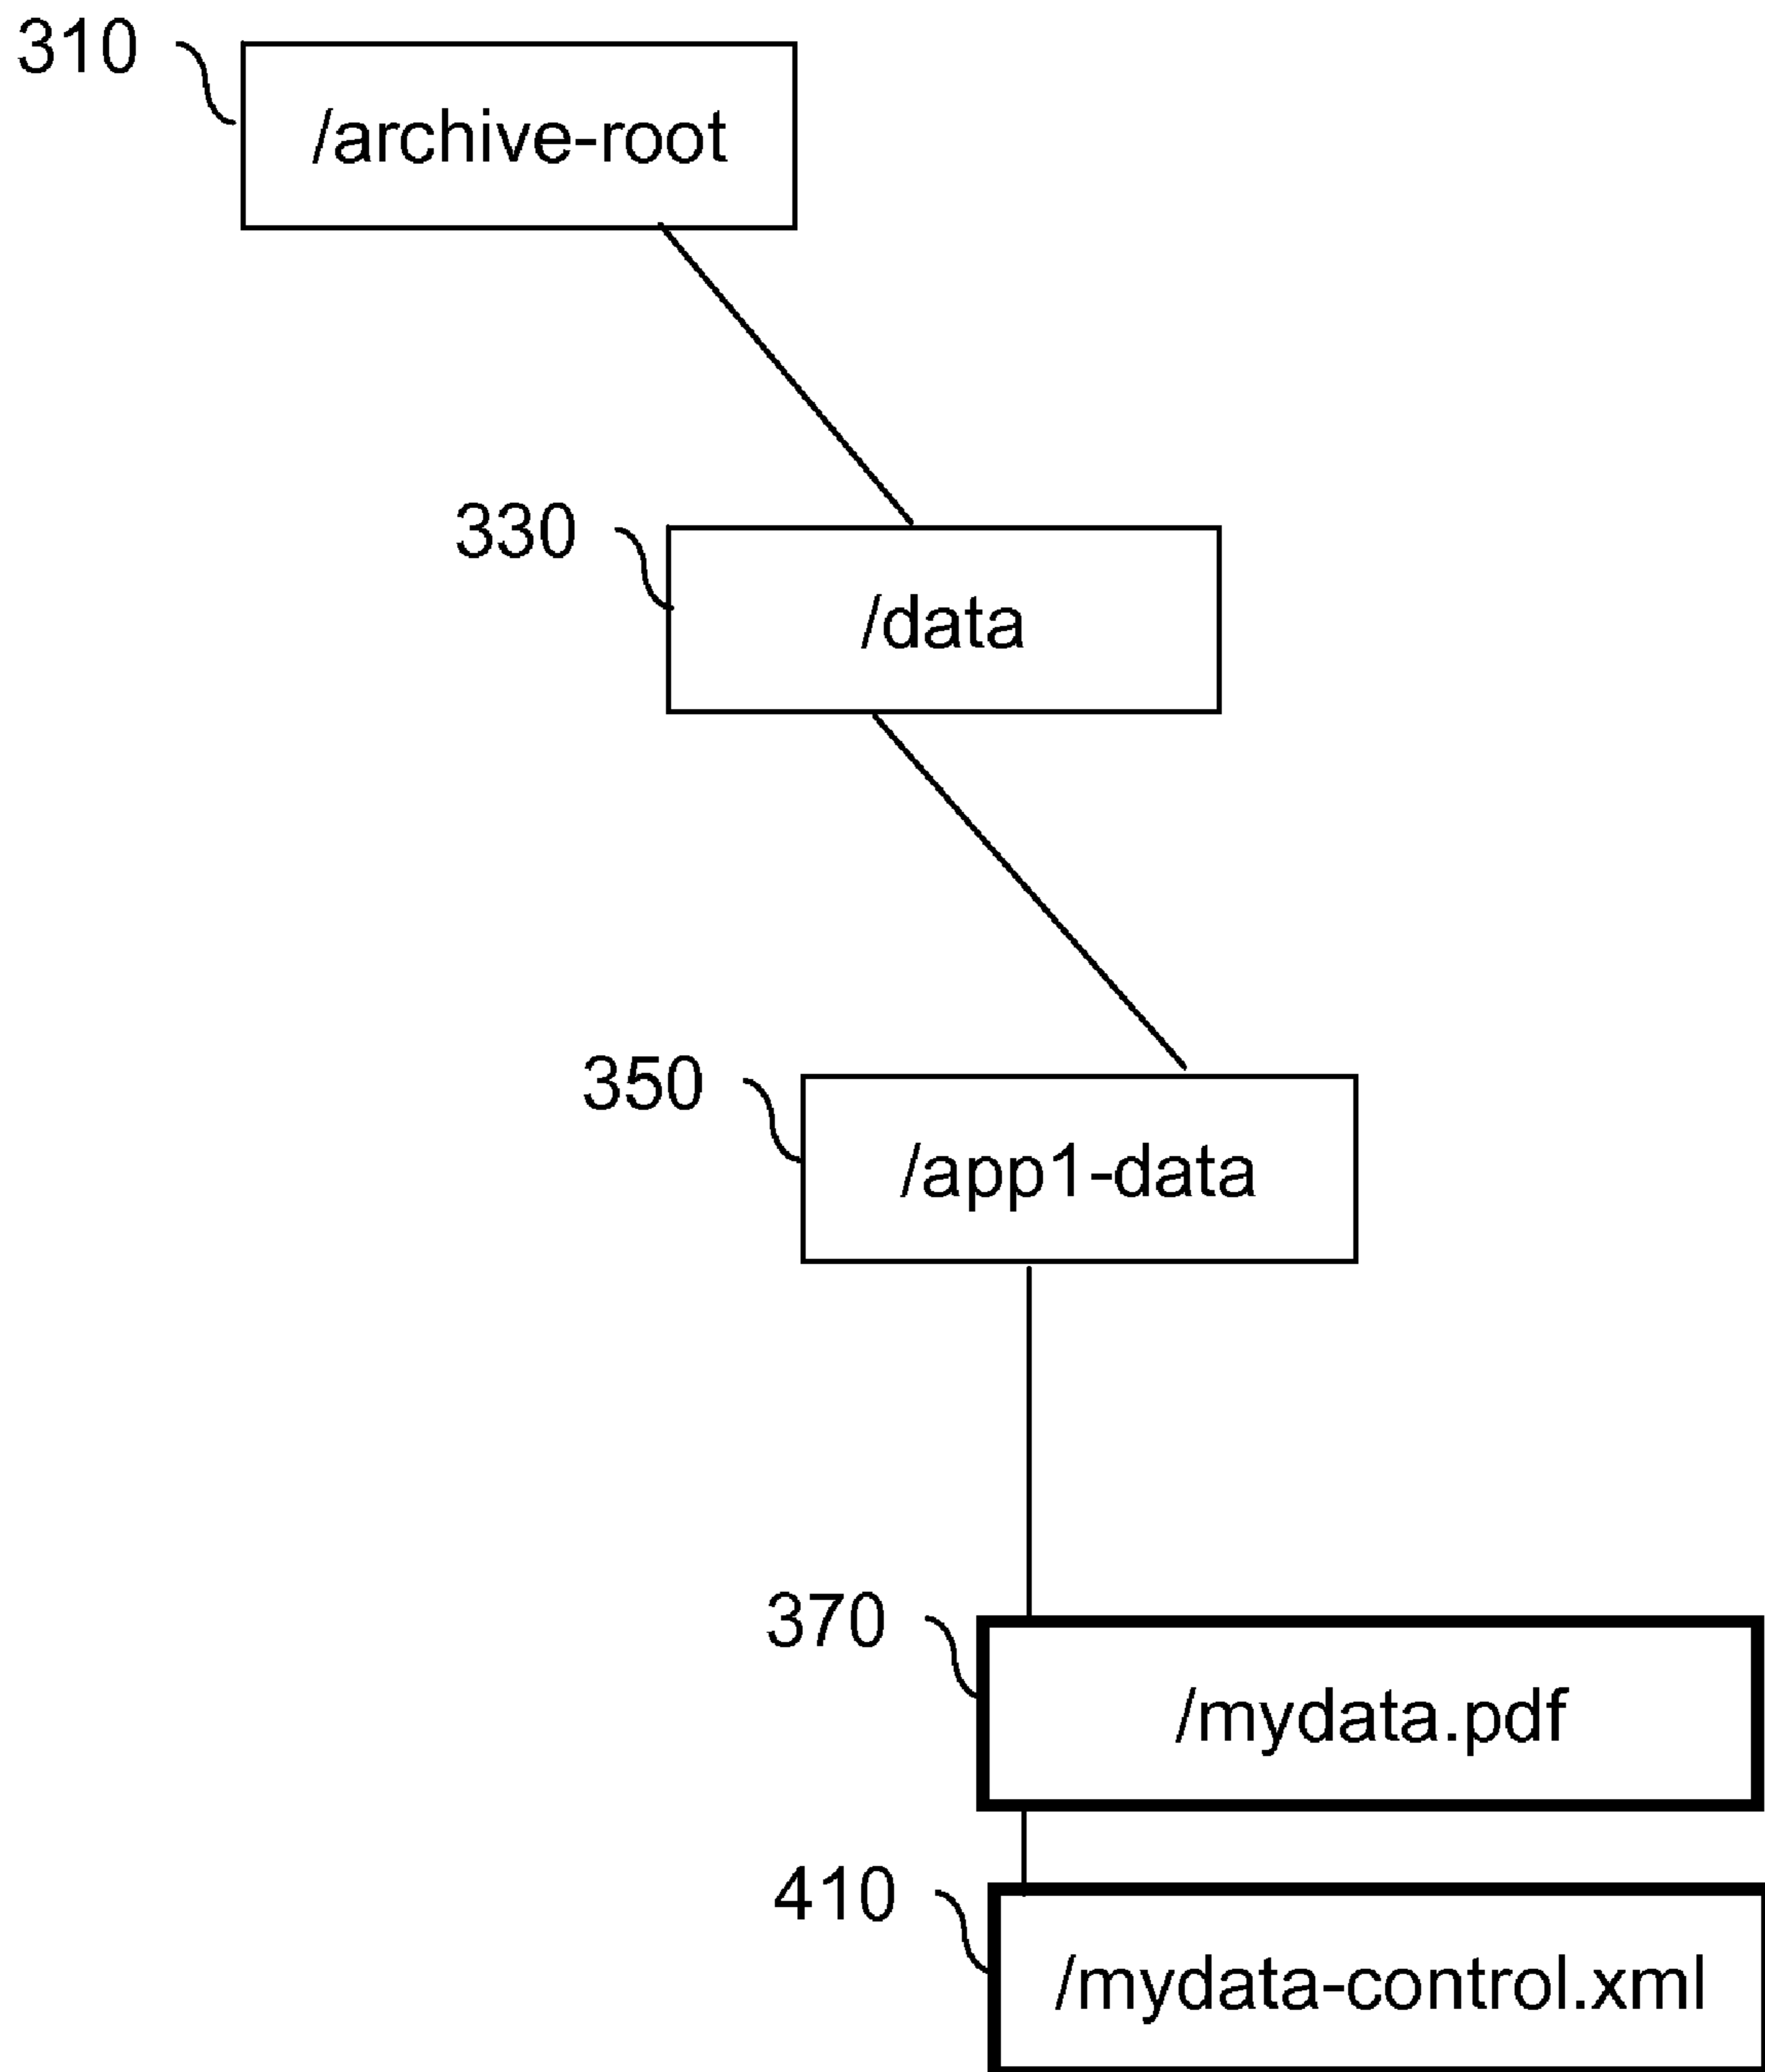 310
/archive-root
330
/data
350
/app1-data
370
/mydata.pdf
410
/mydata-control.xml